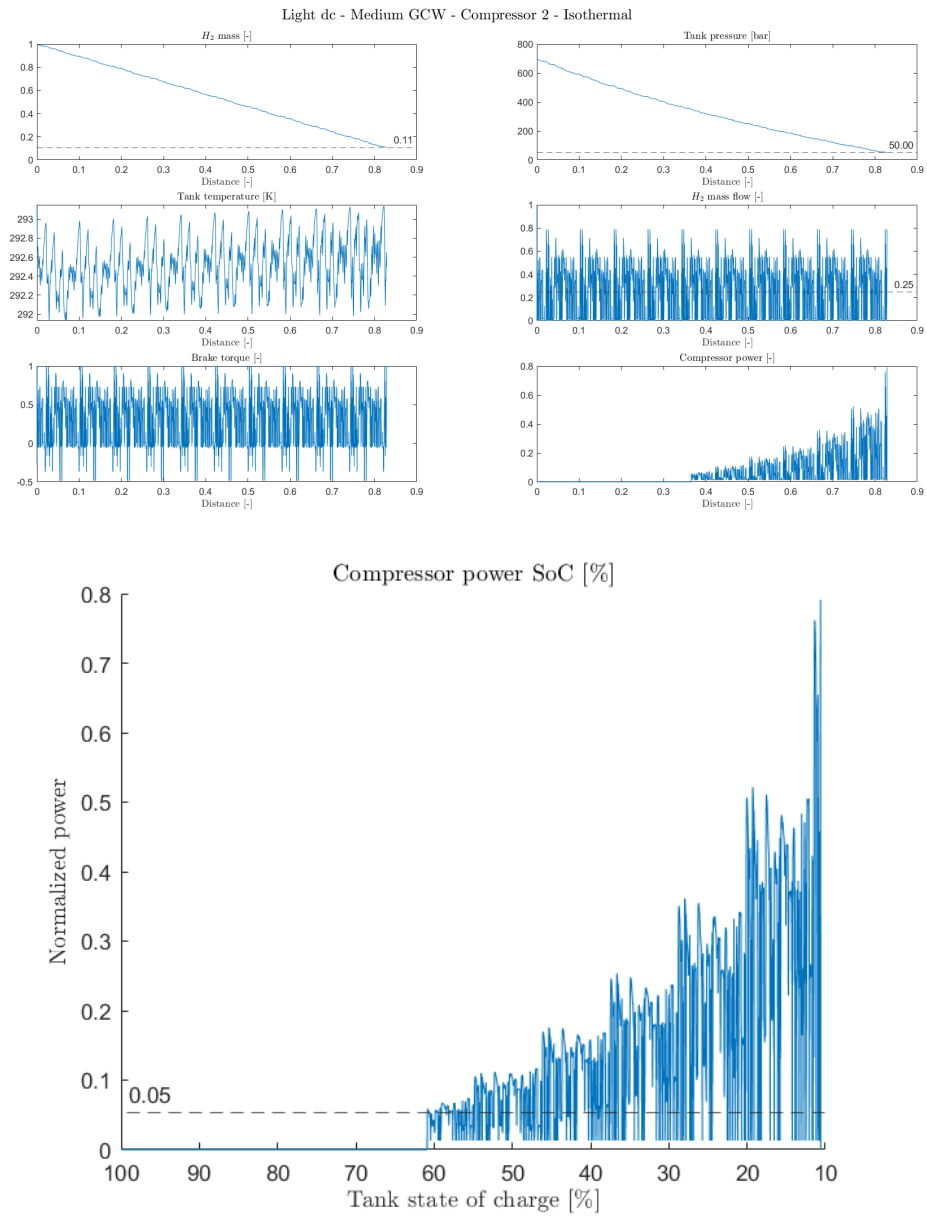 Light dc - Medium GCW - Compressor 2 - Isothermal
H2 mass [-]
1
0.8
0.6
0.4
0.2
0
0.11
0 0.1 0.2 0.3 0.4 0.5 0.6 0.7 0.8 0.9
Distance [-]
Tank pressure [bar]
800
600
400
200
0
50.00
0 0.1 0.2 0.3 0.4 0.5 0.6 0.7 0.8 0.9
Distance [-]
Tank temperature [K]
293
292.8
292.6
292.4
292.2
292
0 0.1 0.2 0.3 0.4 0.5 0.6 0.7 0.8 0.9
Distance [-]
H2 mass flow [-]
1
0.8
0.6
0.4
0.2
0
0.25
0 0.1 0.2 0.3 0.4 0.5 0.6 0.7 0.8 0.9
Distance [-]
Brake torque [-]
1
0.5
0
-0.5
0 0.1 0.2 0.3 0.4 0.5 0.6 0.7 0.8 0.9
Distance [-]
Compressor power [-]
0.8
0.6
0.4
0.2
0
0 0.1 0.2 0.3 0.4 0.5 0.6 0.7 0.8 0.9
Distance [-]
Compressor power SoC [%]
Normalized power
0.8
0.7
0.6
0.5
0.4
0.3
0.2
0.1
0
0.05
100 90 80 70 60 50 40 30 20 10
Tank state of charge [%]